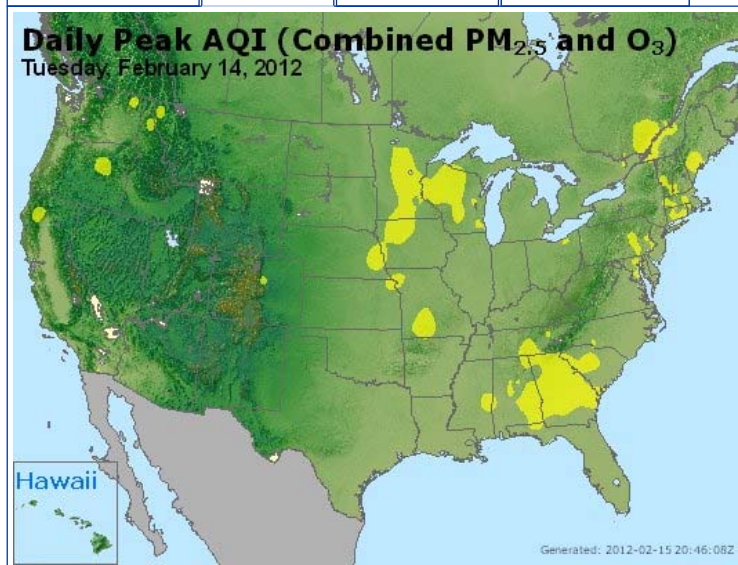 Daily Peak AQI (Combined PM₂.₅ and O₃)
Tuesday, February 14, 2012
Hawaii
Generated: 2012-02-15 20:46:08Z